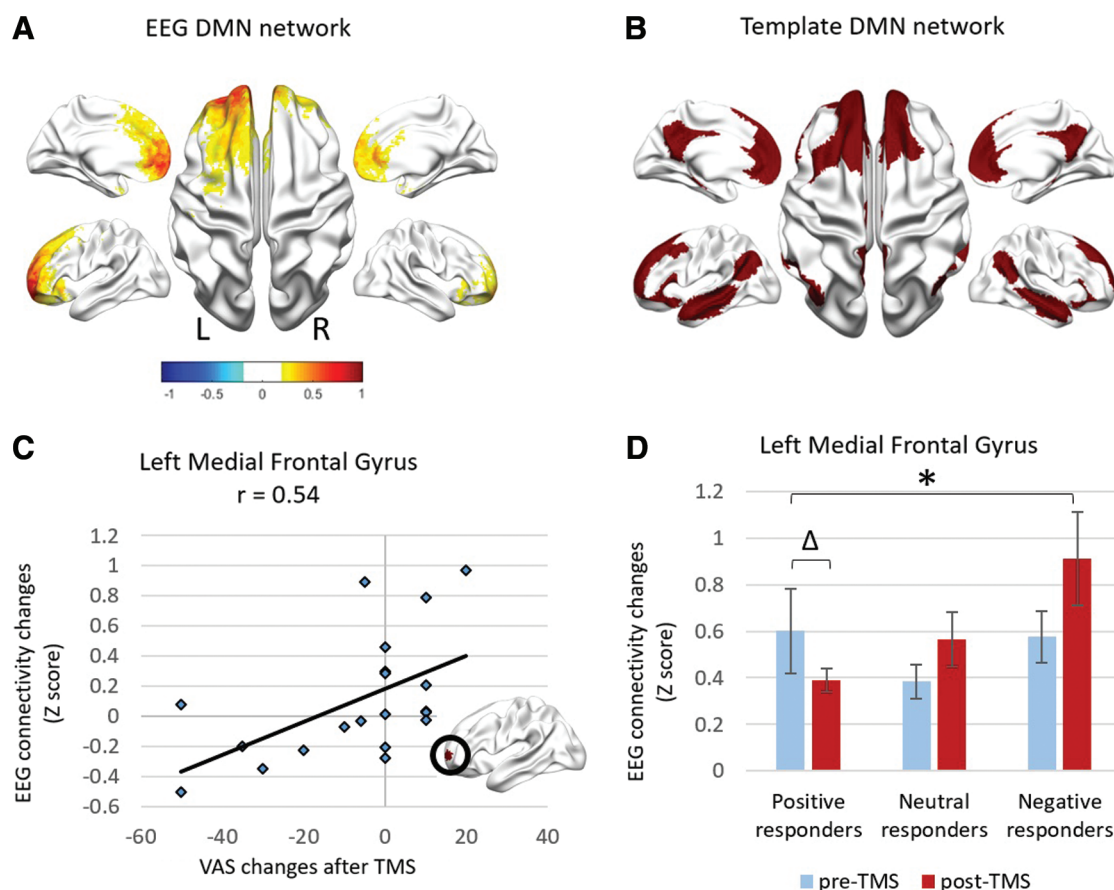 A
EEG DMN network
B
Template DMN network
L
R
-1 -0.5 0 0.5 1
C
Left Medial Frontal Gyrus
r = 0.54
EEG connectivity changes
(Z score)
1.2
1
0.8
0.6
0.4
0.2
0
-0.2
-0.4
-0.6
-60 -40 -20 0 20 40
VAS changes after TMS
D
Left Medial Frontal Gyrus
EEG connectivity changes
(Z score)
1.2
1
0.8
0.6
0.4
0.2
0
*
Δ
Positive responders
Neutral responders
Negative responders
pre-TMS post-TMS